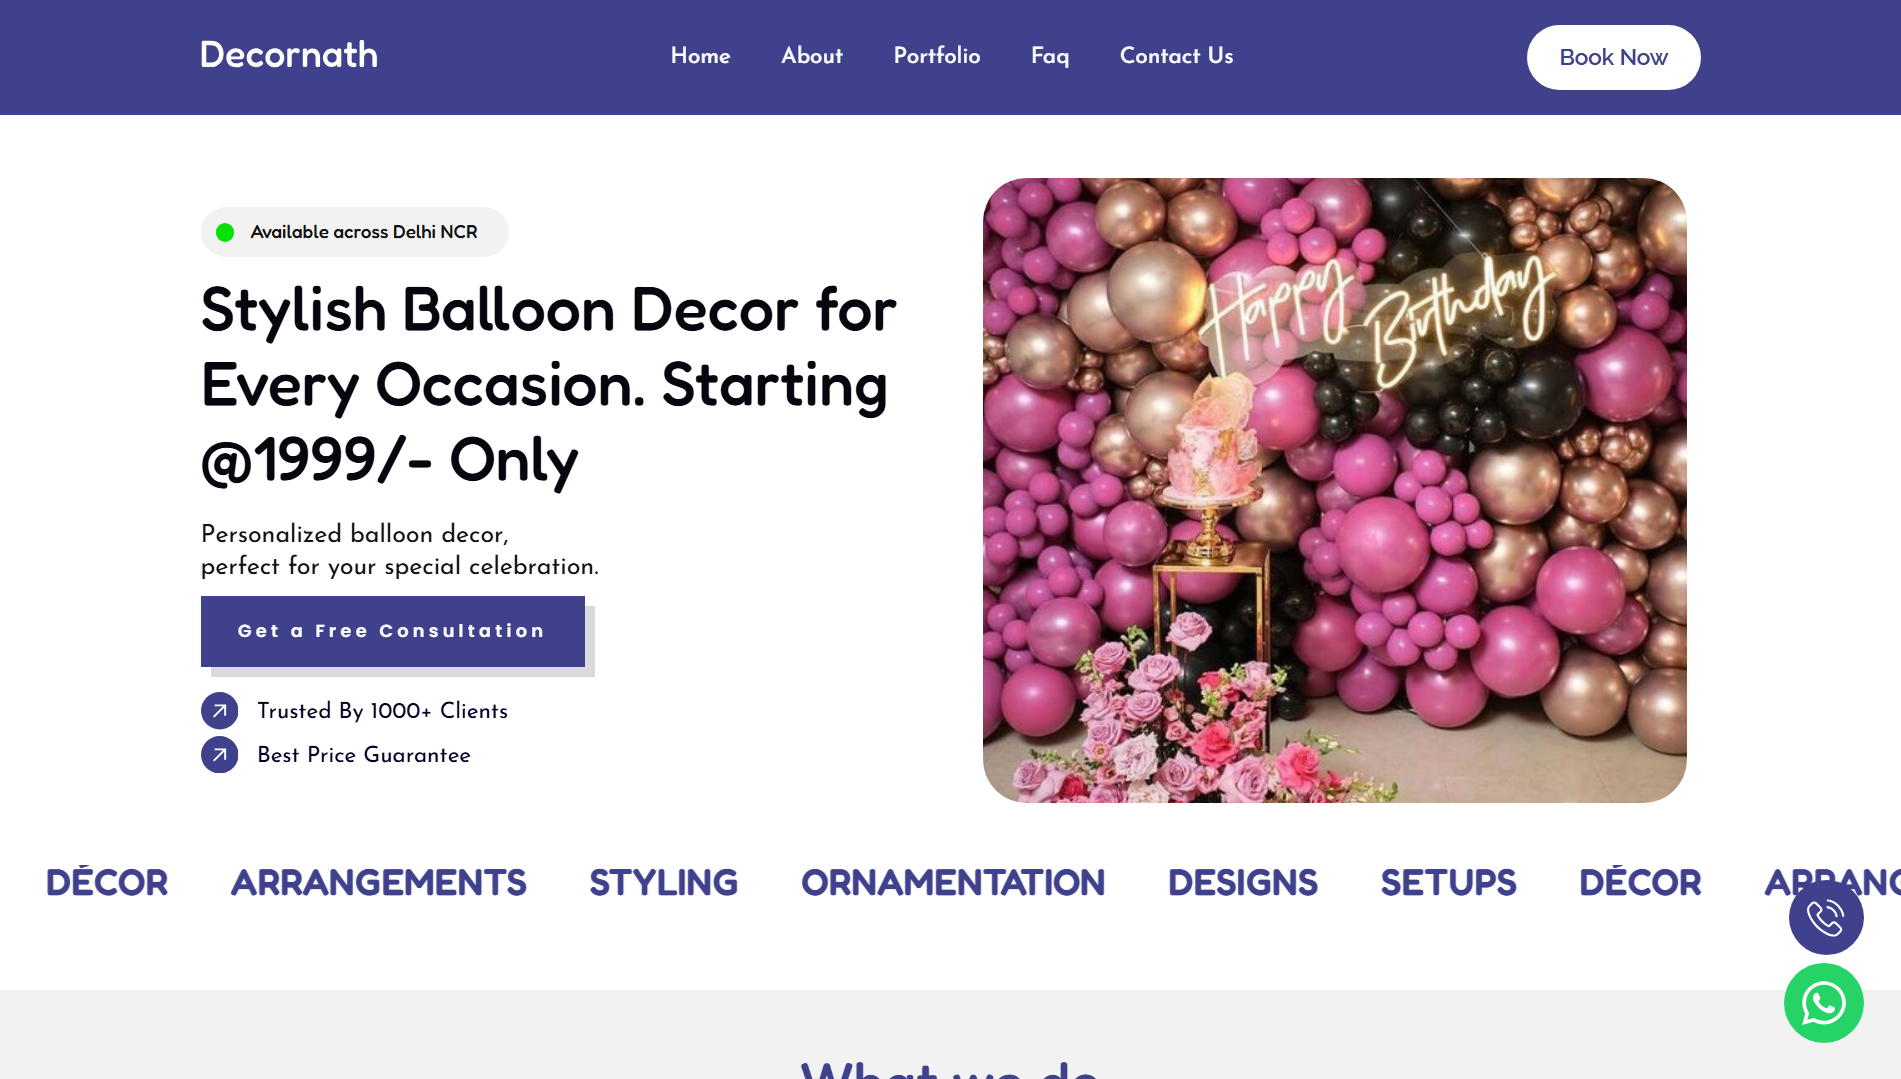 Decornath
Home About Portfolio Faq Contact Us
Book Now
Available across Delhi NCR
Stylish Balloon Decor for
Every Occasion. Starting
@1999/- Only
Personalized balloon decor,
perfect for your special celebration.
Get a Free Consultation
Trusted By 1000+ Clients
Best Price Guarantee
Happy Birthday
DÉCOR ARRANGEMENTS STYLING ORNAMENTATION DESIGNS SETUPS DÉCOR
What we do